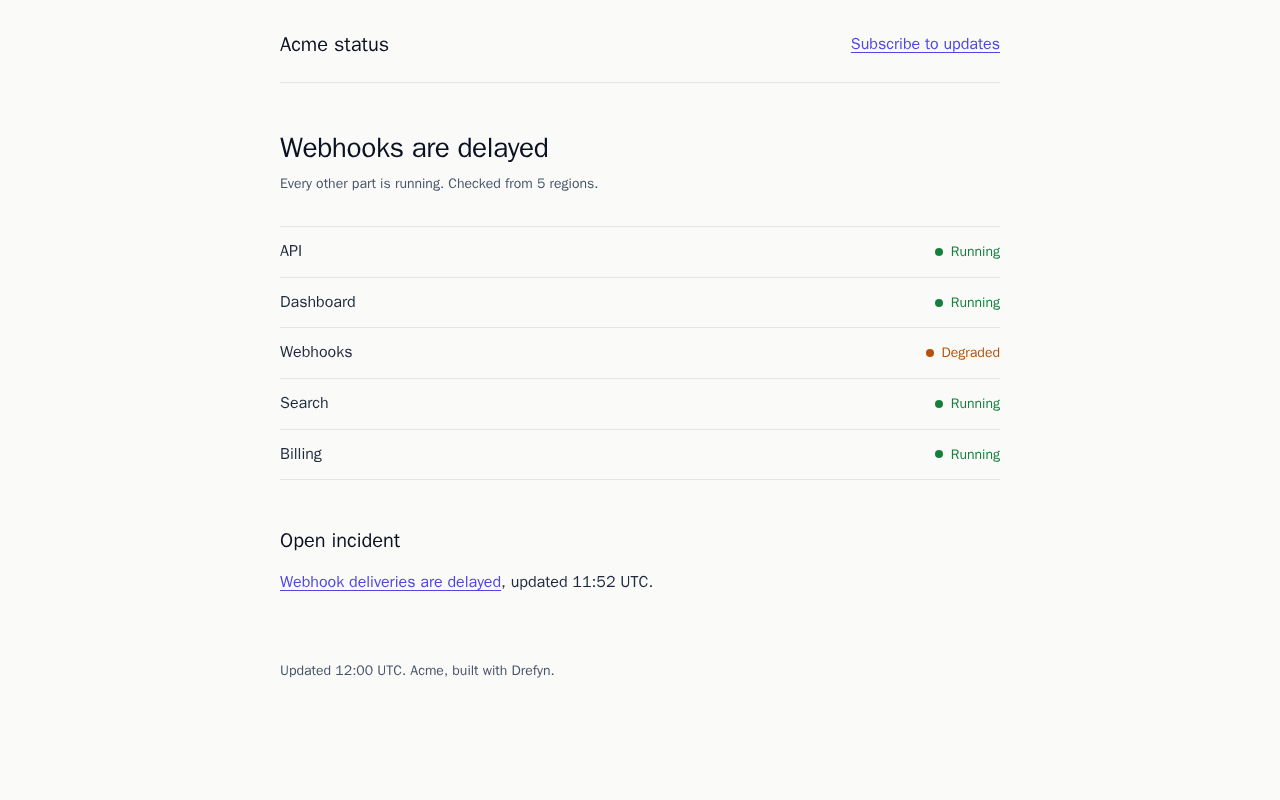 Acme status
Subscribe to updates
Webhooks are delayed
Every other part is running. Checked from 5 regions.
API
Running
Dashboard
Running
Webhooks
Degraded
Search
Running
Billing
Running
Open incident
Webhook deliveries are delayed, updated 11:52 UTC.
Updated 12:00 UTC. Acme, built with Drefyn.